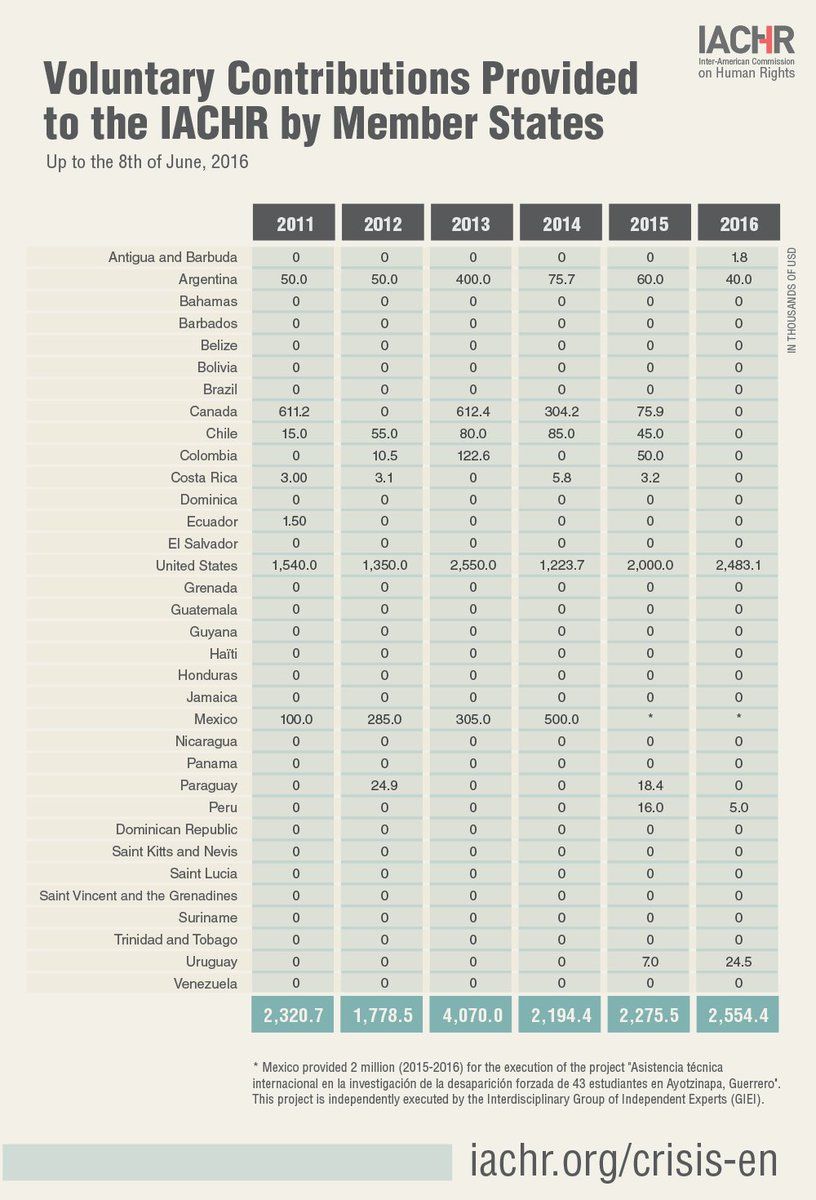 IACHR
Inter-American Commission
on Human Rights
Voluntary Contributions Provided
to the IACHR by Member States
Up to the 8th of June, 2016
2011 2012 2013 2014 2015 2016
IN THOUSANDS OF USD
Antigua and Barbuda 0 0 0 0 0 1.8
Argentina 50.0 50.0 400.0 75.7 60.0 40.0
Bahamas 0 0 0 0 0 0
Barbados 0 0 0 0 0 0
Belize 0 0 0 0 0 0
Bolivia 0 0 0 0 0 0
Brazil 0 0 0 0 0 0
Canada 611.2 0 612.4 304.2 75.9 0
Chile 15.0 55.0 80.0 85.0 45.0 0
Colombia 0 10.5 122.6 0 50.0 0
Costa Rica 3.00 3.1 0 5.8 3.2 0
Dominica 0 0 0 0 0 0
Ecuador 1.50 0 0 0 0 0
El Salvador 0 0 0 0 0 0
United States 1,540.0 1,350.0 2,550.0 1,223.7 2,000.0 2,483.1
Grenada 0 0 0 0 0 0
Guatemala 0 0 0 0 0 0
Guyana 0 0 0 0 0 0
Haïti 0 0 0 0 0 0
Honduras 0 0 0 0 0 0
Jamaica 0 0 0 0 0 0
Mexico 100.0 285.0 305.0 500.0 * *
Nicaragua 0 0 0 0 0 0
Panama 0 0 0 0 0 0
Paraguay 0 24.9 0 0 18.4 0
Peru 0 0 0 0 16.0 5.0
Dominican Republic 0 0 0 0 0 0
Saint Kitts and Nevis 0 0 0 0 0 0
Saint Lucia 0 0 0 0 0 0
Saint Vincent and the Grenadines 0 0 0 0 0 0
Suriname 0 0 0 0 0 0
Trinidad and Tobago 0 0 0 0 0 0
Uruguay 0 0 0 0 7.0 24.5
Venezuela 0 0 0 0 0 0
2,320.7 1,778.5 4,070.0 2,194.4 2,275.5 2,554.4
* Mexico provided 2 million (2015-2016) for the execution of the project "Asistencia técnica
internacional en la investigación de la desaparición forzada de 43 estudiantes en Ayotzinapa, Guerrero".
This project is independently executed by the Interdisciplinary Group of Independent Experts (GIEI).
iachr.org/crisis-en